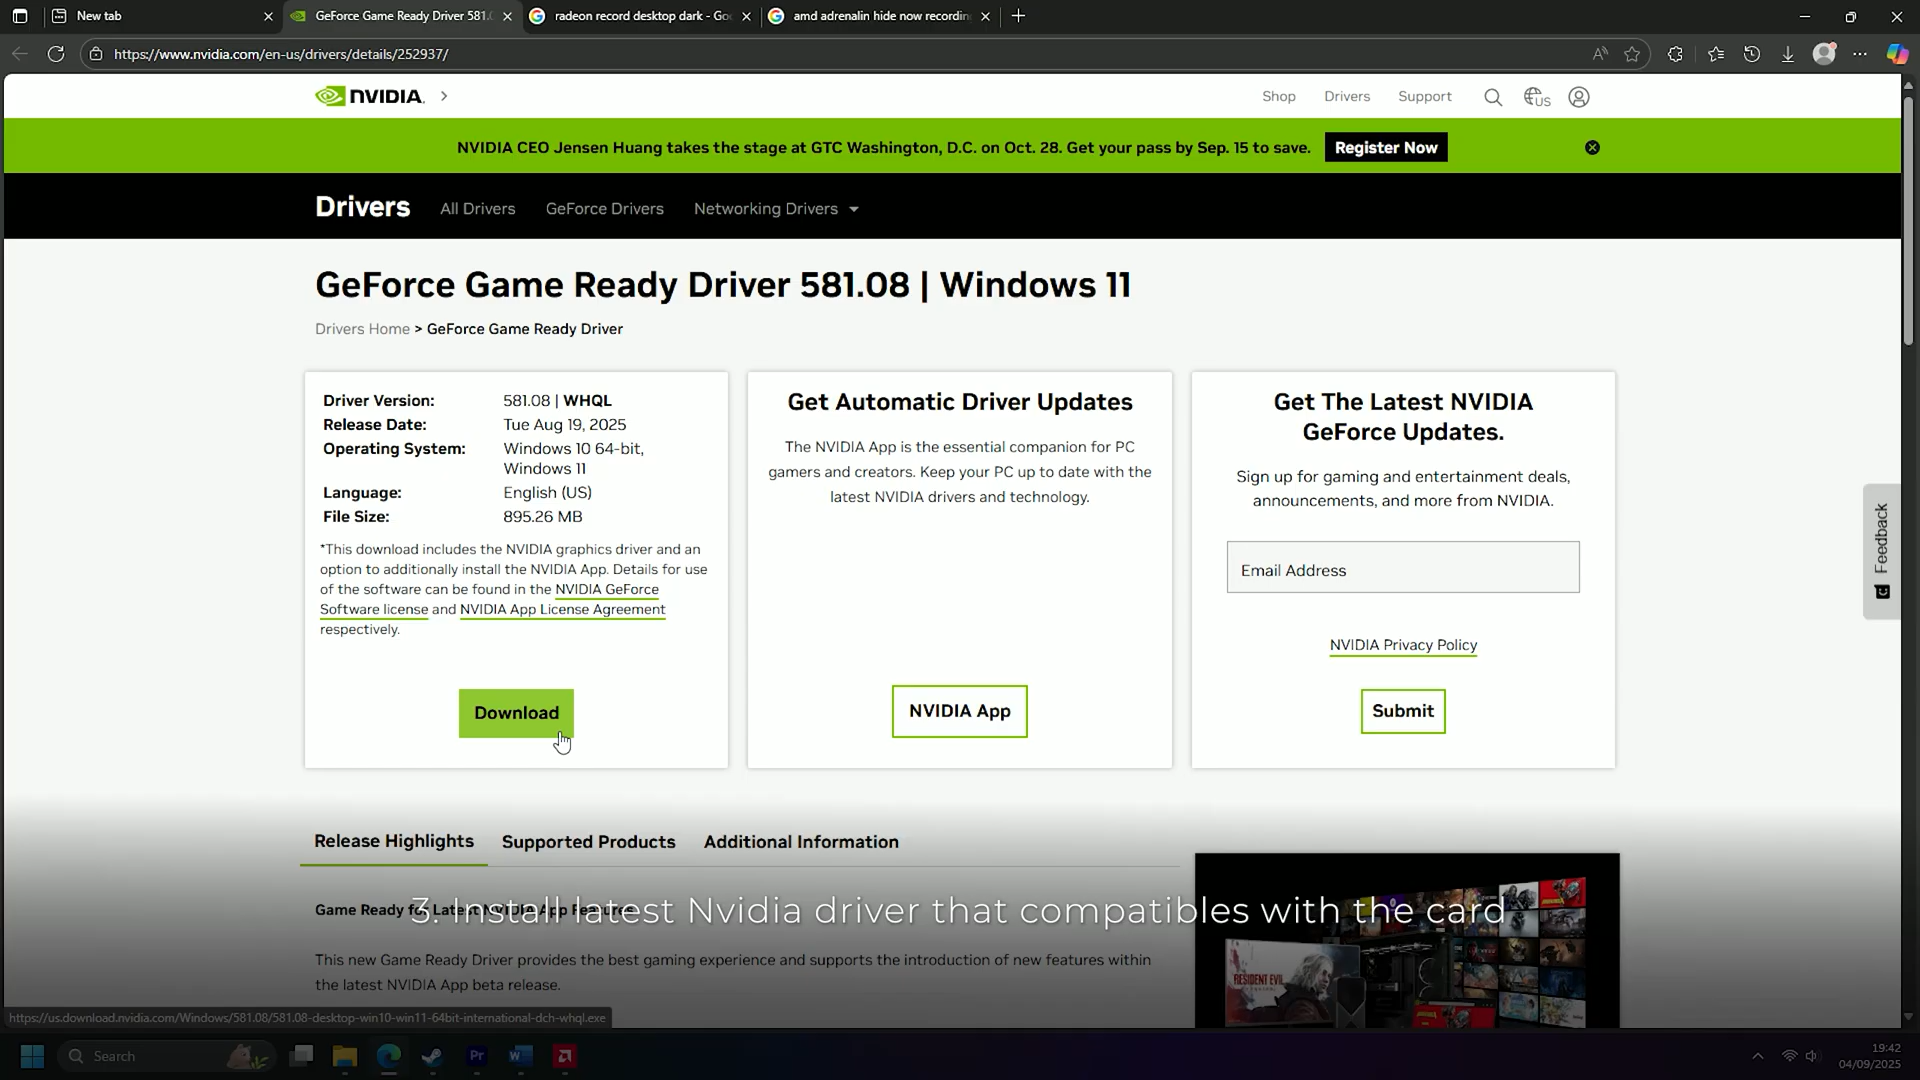 New tab
GeForce Game Ready Driver 581.0
radeon record desktop dark - Goo
amd adrenalin hide now recordin
https://www.nvidia.com/en-us/drivers/details/252937/
NVIDIA.
Shop
Drivers
Support
US
NVIDIA CEO Jensen Huang takes the stage at GTC Washington, D.C. on Oct. 28. Get your pass by Sep. 15 to save.
Register Now
Drivers
All Drivers
GeForce Drivers
Networking Drivers
GeForce Game Ready Driver 581.08 | Windows 11
Drivers Home > GeForce Game Ready Driver
Driver Version: 581.08 | WHQL
Release Date: Tue Aug 19, 2025
Operating System: Windows 10 64-bit,
Windows 11
Language: English (US)
File Size: 895.26 MB
*This download includes the NVIDIA graphics driver and an
option to additionally install the NVIDIA App. Details for use
of the software can be found in the NVIDIA GeForce
Software license and NVIDIA App License Agreement
respectively.
Download
Get Automatic Driver Updates
The NVIDIA App is the essential companion for PC
gamers and creators. Keep your PC up to date with the
latest NVIDIA drivers and technology.
NVIDIA App
Get The Latest NVIDIA
GeForce Updates.
Sign up for gaming and entertainment deals,
announcements, and more from NVIDIA.
Email Address
NVIDIA Privacy Policy
Submit
Feedback
Release Highlights
Supported Products
Additional Information
Game Ready for Latest NVIDIA App Features
3. Install latest Nvidia driver that compatibles with the card
This new Game Ready Driver provides the best gaming experience and supports the introduction of new features within
the latest NVIDIA App beta release.
RESIDENT EVIL
https://us.download.nvidia.com/Windows/581.08/581.08-desktop-win10-win11-64bit-international-dch-whql.exe
Search
Pr
W
19:42
04/09/2025